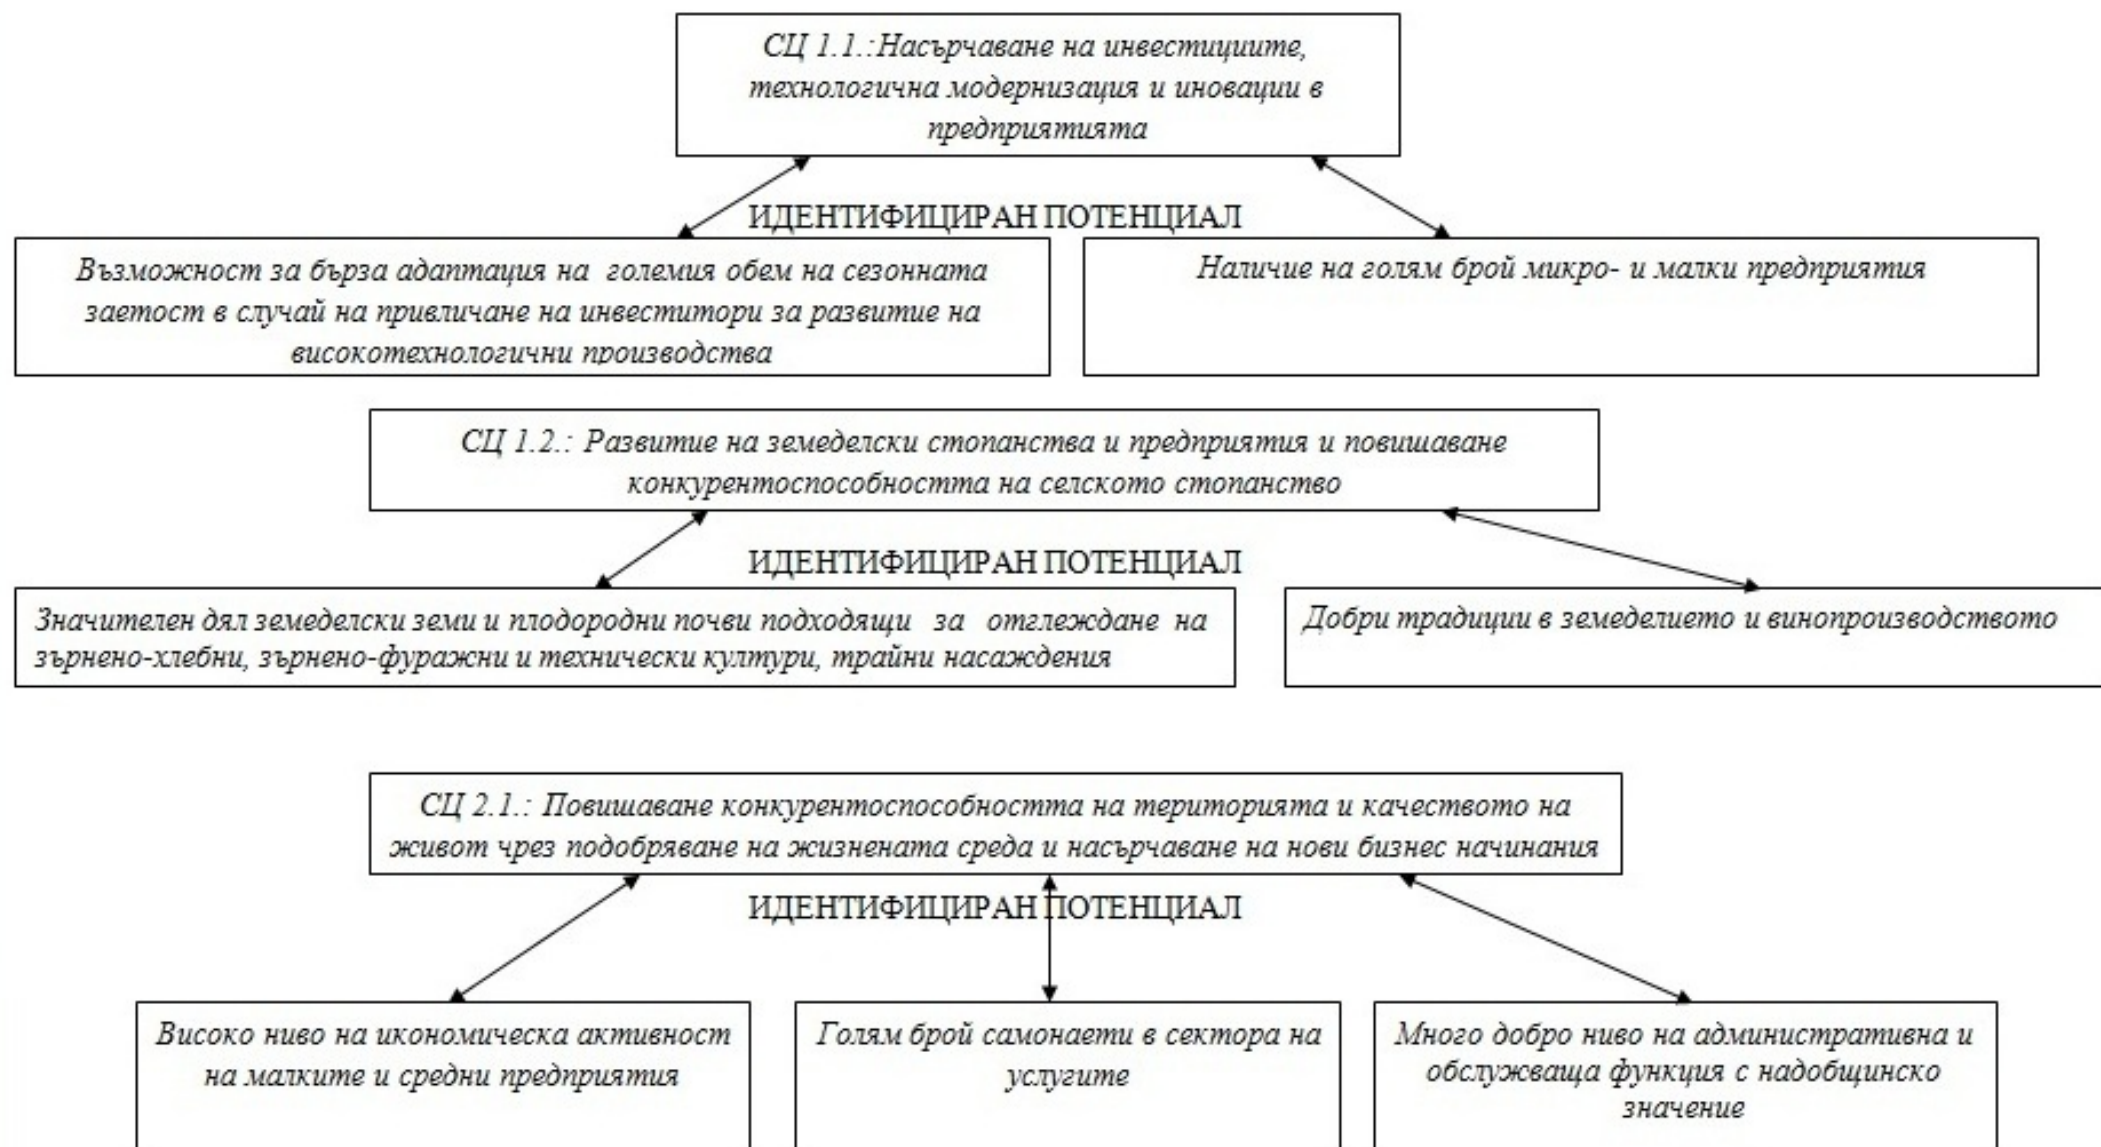 СЦ 1.1.:Насърчаване на инвестициите,
технологична модернизация и иновации в
предприятията
ИДЕНТИФИЦИРАН ПОТЕНЦИАЛ
Възможност за бърза адаптация на големия обем на сезонната
заетост в случай на привличане на инвеститори за развитие на
високотехнологични производства
Наличие на голям брой микро- и малки предприятия
СЦ 1.2.: Развитие на земеделски стопанства и предприятия и повишаване
конкурентоспособността на селското стопанство
ИДЕНТИФИЦИРАН ПОТЕНЦИАЛ
Значителен дял земеделски земи и плодородни почви подходящи за отглеждане на
зърнено-хлебни, зърнено-фуражни и технически култури, трайни насаждения
Добри традиции в земеделието и винопроизводството
СЦ 2.1.: Повишаване конкурентоспособността на територията и качеството на
живот чрез подобряване на жизнената среда и насърчаване на нови бизнес начинания
ИДЕНТИФИЦИРАН ПОТЕНЦИАЛ
Високо ниво на икономическа активност
на малките и средни предприятия
Голям брой самонаети в сектора на
услугите
Много добро ниво на административна и
обслужваща функция с надобщинско
значение